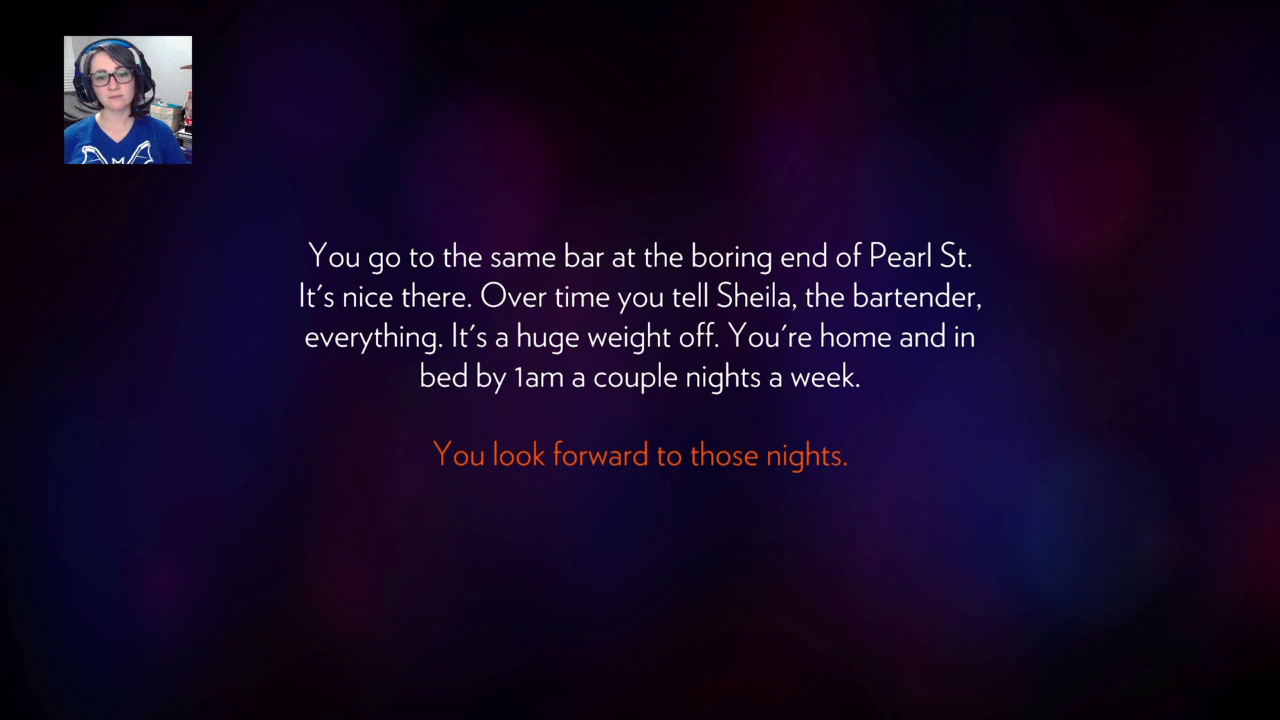 You go to the same bar at the boring end of Pearl St.
It's nice there. Over time you tell Sheila, the bartender,
everything. It's a huge weight off. You're home and in
bed by 1am a couple nights a week.
You look forward to those nights.